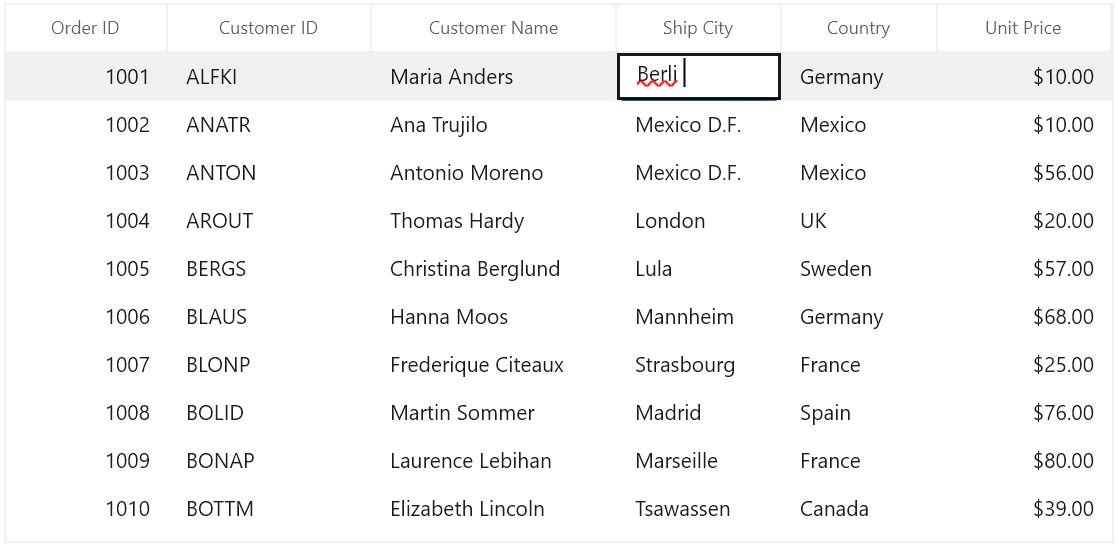 Order ID Customer ID Customer Name Ship City Country Unit Price
1001 ALFKI Maria Anders Berli Germany $10.00
1002 ANATR Ana Trujilo Mexico D.F. Mexico $10.00
1003 ANTON Antonio Moreno Mexico D.F. Mexico $56.00
1004 AROUT Thomas Hardy London UK $20.00
1005 BERGS Christina Berglund Lula Sweden $57.00
1006 BLAUS Hanna Moos Mannheim Germany $68.00
1007 BLONP Frederique Citeaux Strasbourg France $25.00
1008 BOLID Martin Sommer Madrid Spain $76.00
1009 BONAP Laurence Lebihan Marseille France $80.00
1010 BOTTM Elizabeth Lincoln Tsawassen Canada $39.00